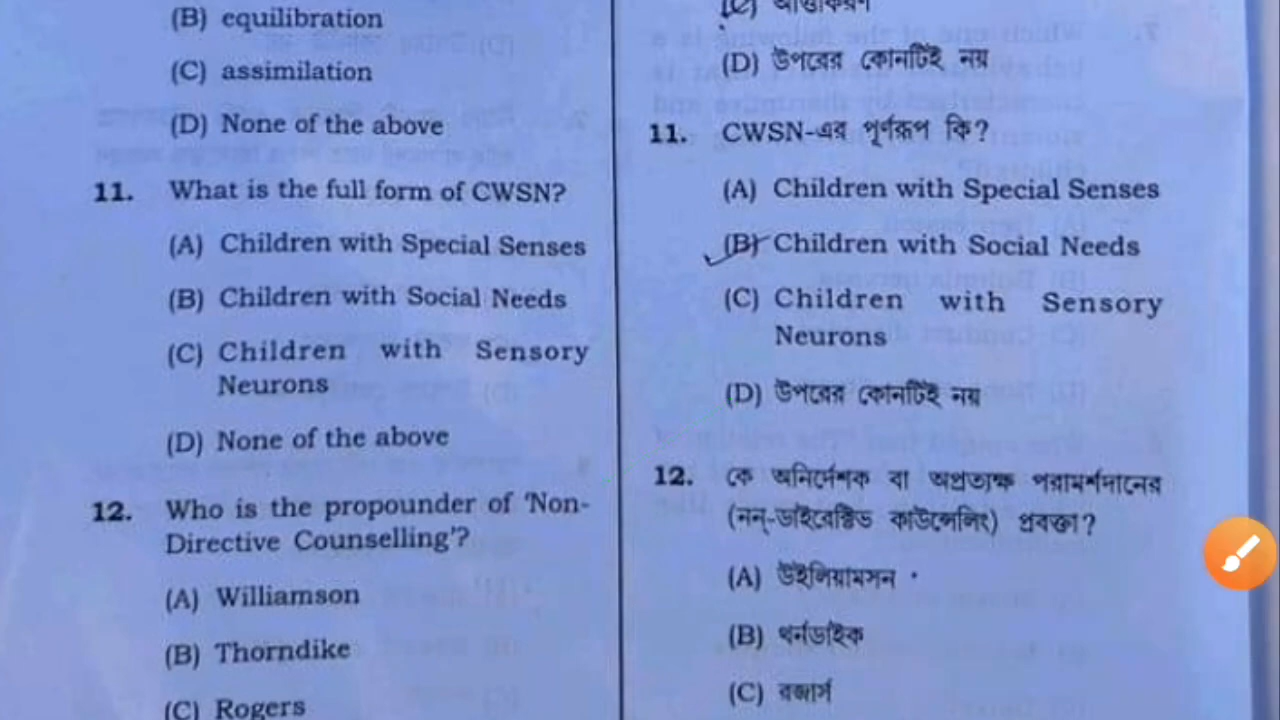 (B) equilibration
(C) assimilation
(D) None of the above
11. What is the full form of CWSN?
(A) Children with Special Senses
(B) Children with Social Needs
(C) Children with Sensory
Neurons
(D) None of the above
12. Who is the propounder of ‘Non-
Directive Counselling’?
(A) Williamson
(B) Thorndike
(C) Rogers
(C)
(D) উপরের কোনটিই নয়
11. CWSN-এর পূর্ণরূপ কি?
(A) Children with Special Senses
(B) Children with Social Needs
(C) Children with Sensory
Neurons
(D) উপরের কোনটিই নয়
12. কে অনির্দেশক বা অপ্রত্যক্ষ পরামর্শদানের
(নন্-ডাইরেক্টিভ কাউন্সেলিং) প্রবক্তা?
(A) উইলিয়ামসন
(B) থর্নডাইক
(C) রজার্স